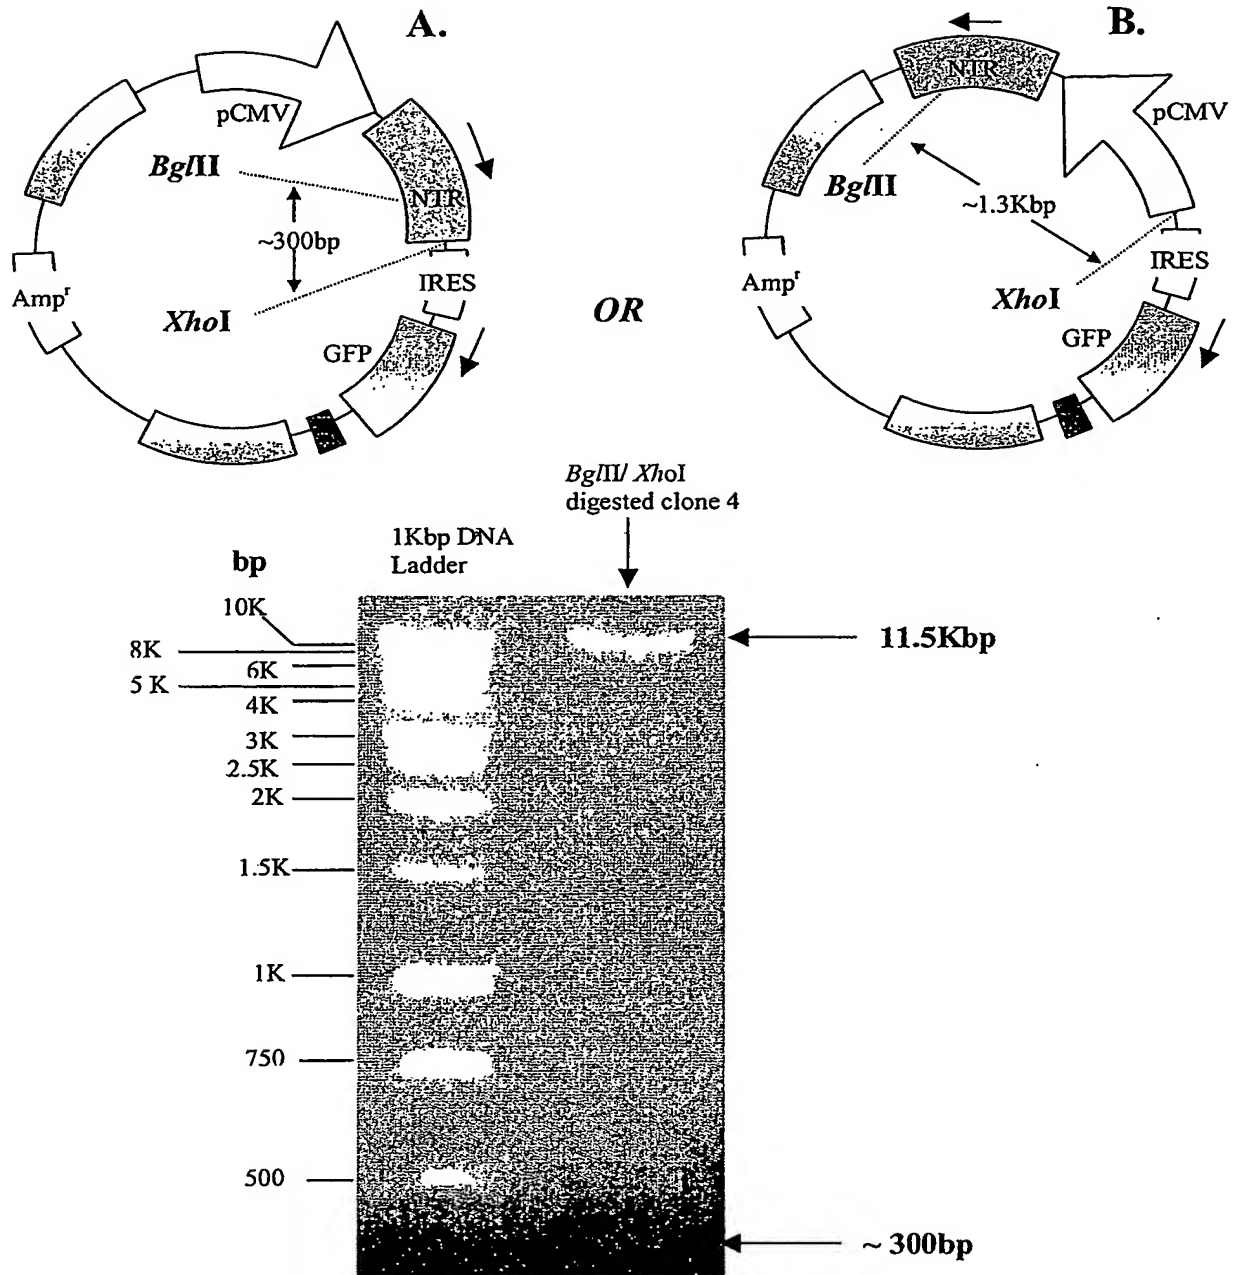 A.
pCMV
BglII
NTR
~300bp
XhoI
IRES
GFP
Ampʳ
OR
B.
NTR
pCMV
BglII
~1.3Kbp
XhoI
IRES
GFP
Ampʳ
BglII/ XhoI
digested clone 4
1Kbp DNA
Ladder
bp
10K
8K
6K
5 K
4K
3K
2.5K
2K
1.5K
1K
750
500
11.5Kbp
~ 300bp